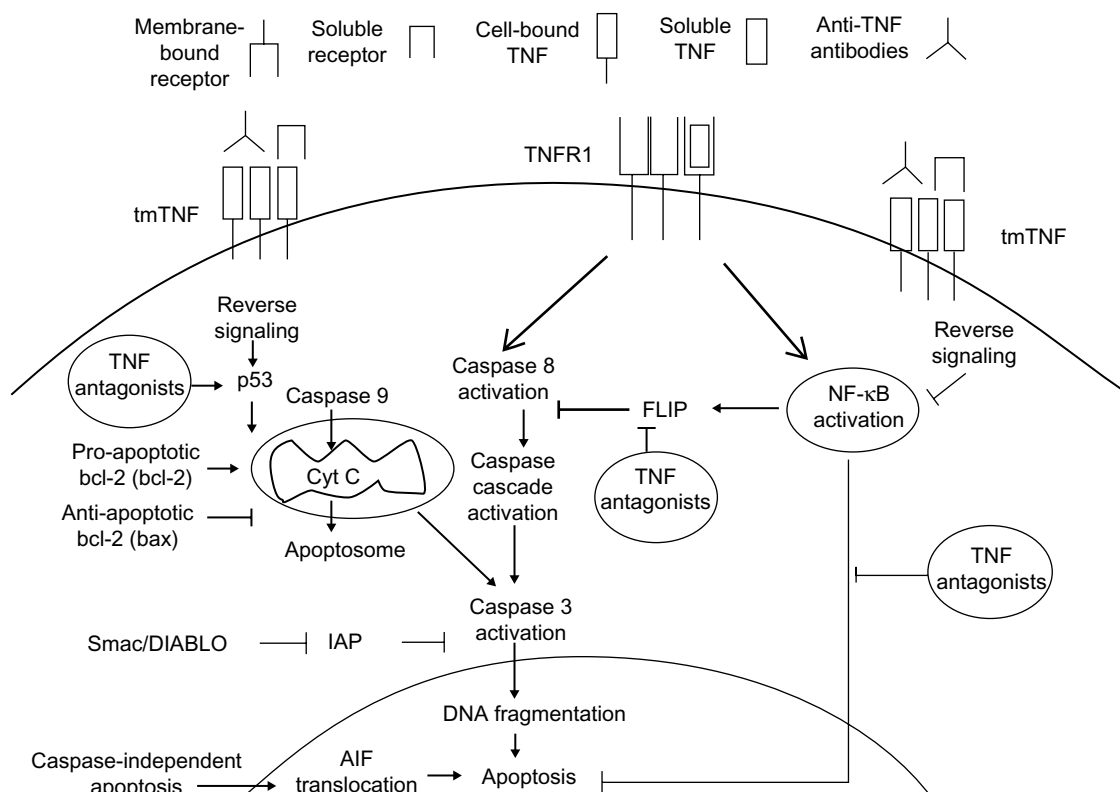 Membrane-
bound
receptor
Soluble
receptor
Cell-bound
TNF
Soluble
TNF
Anti-TNF
antibodies
TNFR1
tmTNF
tmTNF
Reverse
signaling
Reverse
signaling
TNF
antagonists
p53
Caspase 8
activation
NF-κB
activation
Caspase 9
FLIP
Pro-apoptotic
bcl-2 (bcl-2)
Cyt C
Caspase
cascade
activation
TNF
antagonists
Anti-apoptotic
bcl-2 (bax)
Apoptosome
TNF
antagonists
Caspase 3
activation
Smac/DIABLO
IAP
DNA fragmentation
Caspase-independent
apoptosis
AIF
translocation
Apoptosis